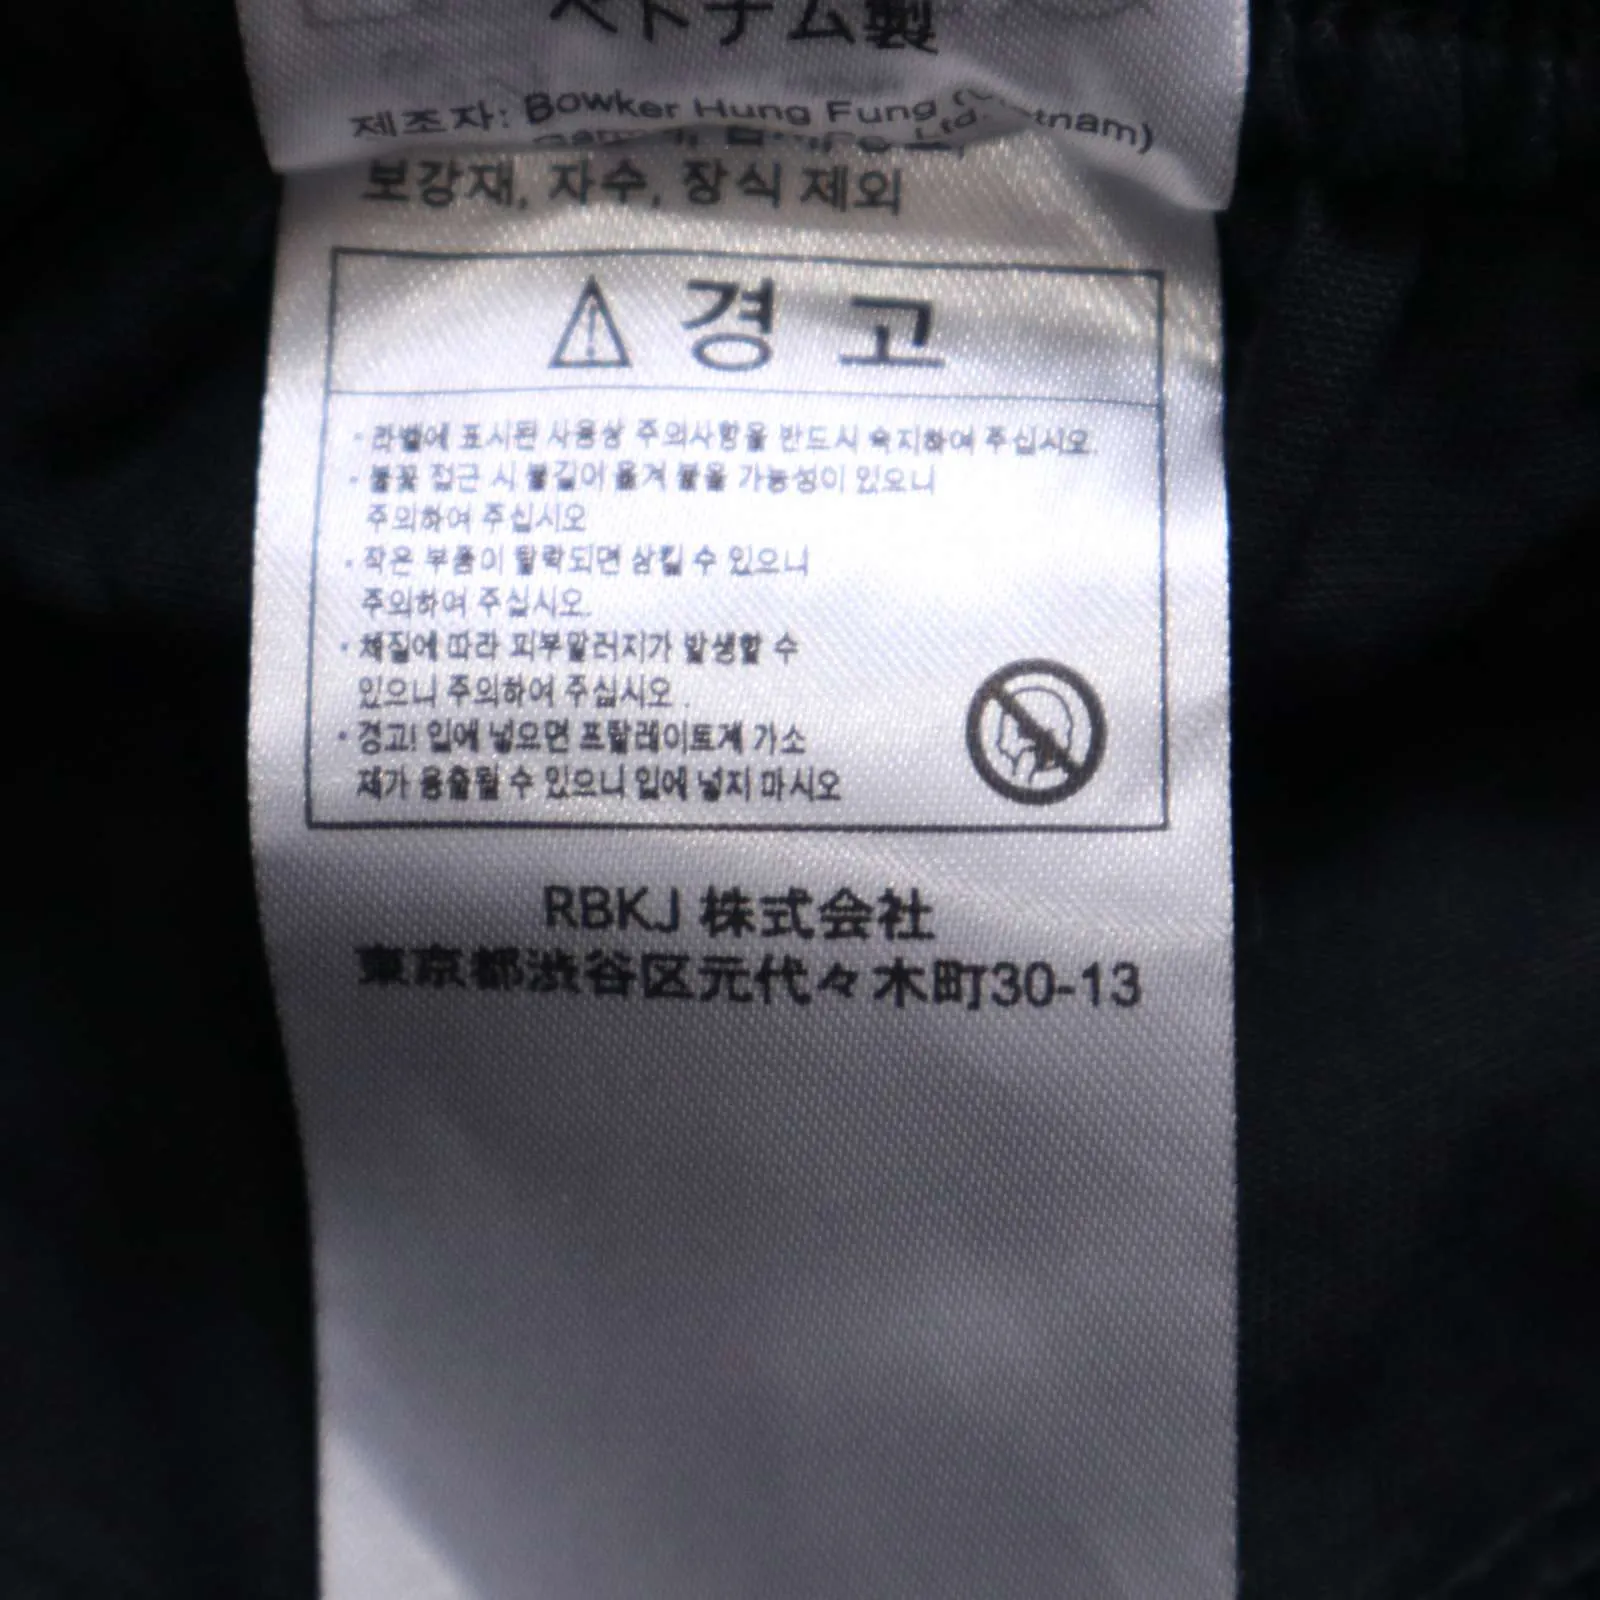 ベトナム製
제조자: Bowker Hung Fung
보강재, 자수, 장식 제외
경 고
· 라벨에 표시된 사용상 주의사항을 반드시 숙지하여 주십시오.
· 불꽃 접근 시 불길이 옮겨 붙을 가능성이 있으니
주의하여 주십시오
· 작은 부품이 탈락되면 삼킬 수 있으니
주의하여 주십시오.
· 체질에 따라 피부알러지가 발생할 수
있으니 주의하여 주십시오.
· 경고! 입에 넣으면 프탈레이트계 가소
제가 용출될 수 있으니 입에 넣지 마시오
RBKJ 株式会社
東京都渋谷区元代々木町30-13